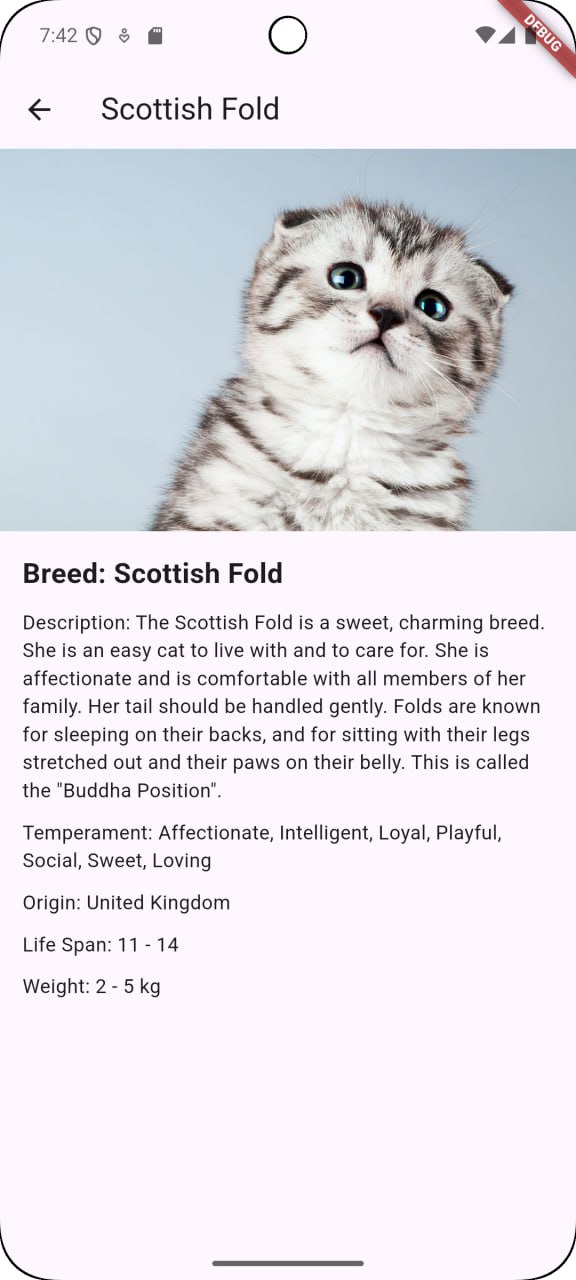 7:42
DEBUG
Scottish Fold
Breed: Scottish Fold
Description: The Scottish Fold is a sweet, charming breed.
She is an easy cat to live with and to care for. She is
affectionate and is comfortable with all members of her
family. Her tail should be handled gently. Folds are known
for sleeping on their backs, and for sitting with their legs
stretched out and their paws on their belly. This is called
the "Buddha Position".
Temperament: Affectionate, Intelligent, Loyal, Playful,
Social, Sweet, Loving
Origin: United Kingdom
Life Span: 11 - 14
Weight: 2 - 5 kg